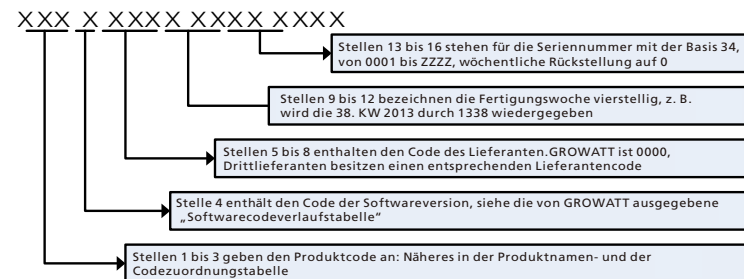 XXX X XXXX XXXX XXXX
Stellen 13 bis 16 stehen für die Seriennummer mit der Basis 34,
von 0001 bis ZZZZ, wöchentliche Rückstellung auf 0
Stellen 9 bis 12 bezeichnen die Fertigungswoche vierstellig, z. B.
wird die 38. KW 2013 durch 1338 wiedergegeben
Stellen 5 bis 8 enthalten den Code des Lieferanten.GROWATT ist 0000,
Drittlieferanten besitzen einen entsprechenden Lieferantencode
Stelle 4 enthält den Code der Softwareversion, siehe die von GROWATT ausgegebene
„Softwarecodeverlaufstabelle“
Stellen 1 bis 3 geben den Produktcode an: Näheres in der Produktnamen- und der
Codezuordnungstabelle